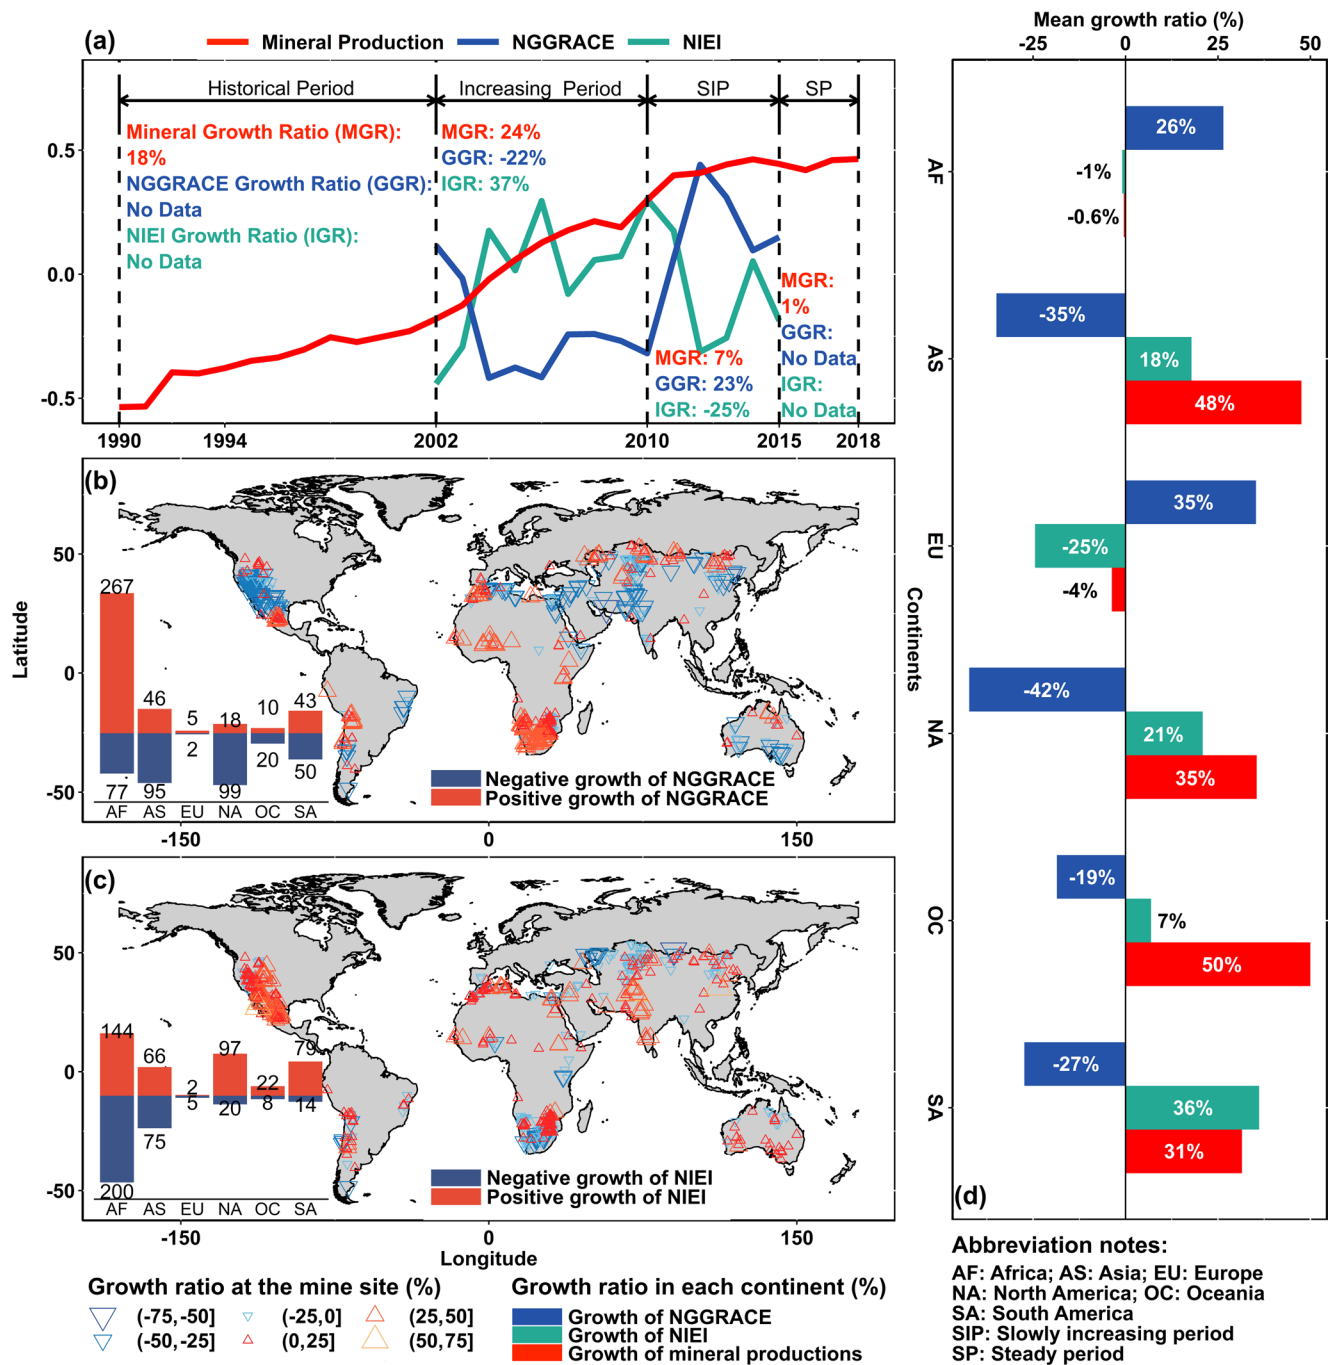 (a)
Mineral Production NGGRACE NIEI
Historical Period Increasing Period SIP SP
Mineral Growth Ratio (MGR):
18%
NGGRACE Growth Ratio (GGR):
No Data
NIEI Growth Ratio (IGR):
No Data
MGR: 24%
GGR: -22%
IGR: 37%
MGR: 7%
GGR: 23%
IGR: -25%
MGR:
1%
GGR:
No Data
IGR:
No Data
0.5
0.0
-0.5
1990 1994 2002 2010 2015 2018
(b)
Latitude
50
0
-50
267
46
5
18
10
43
77
95
2
99
20
50
AF AS EU NA OC SA
Negative growth of NGGRACE
Positive growth of NGGRACE
-150 0 150
(c)
50
0
-50
144
66
2
97
22
79
200
75
5
20
8
14
AF AS EU NA OC SA
Negative growth of NIEI
Positive growth of NIEI
-150 0 150
Longitude
Growth ratio at the mine site (%)
(-75,-50] (-25,0] (25,50]
(-50,-25] (0,25] (50,75]
Growth ratio in each continent (%)
Growth of NGGRACE
Growth of NIEI
Growth of mineral productions
Mean growth ratio (%)
-25 0 25 50
Continents
AF
26%
-1%
-0.6%
AS
-35%
18%
48%
EU
35%
-25%
-4%
NA
-42%
21%
35%
OC
-19%
7%
50%
SA
-27%
36%
31%
(d)
Abbreviation notes:
AF: Africa; AS: Asia; EU: Europe
NA: North America; OC: Oceania
SA: South America
SIP: Slowly increasing period
SP: Steady period